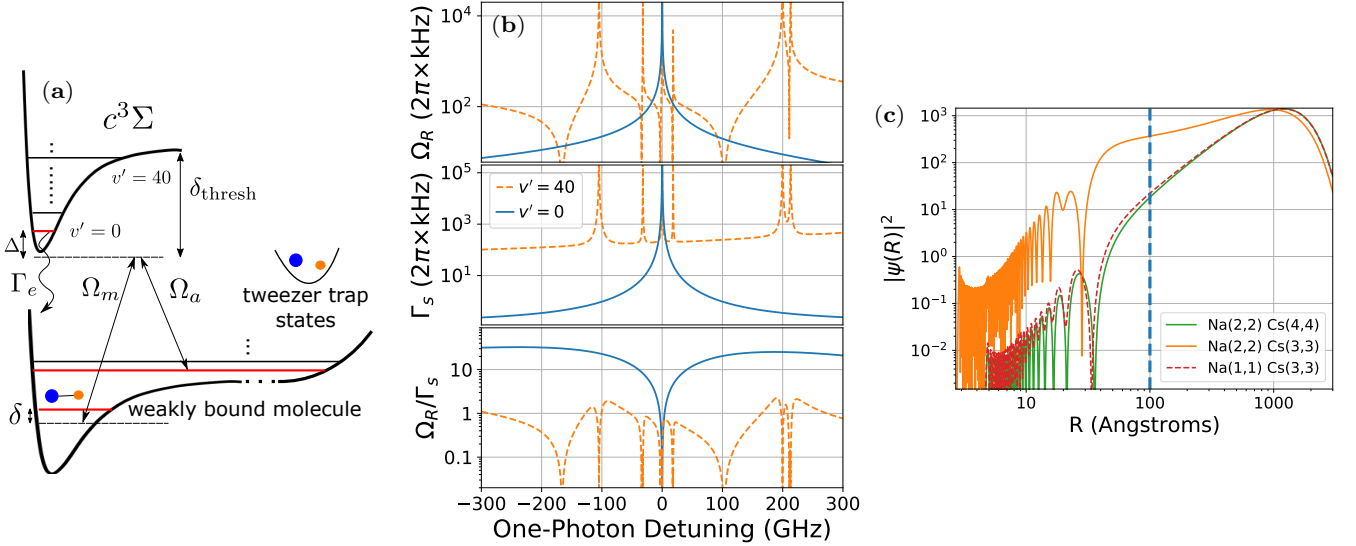 (a)
c³Σ
v′ = 40
δ_thresh
v′ = 0
Δ
Γ_e
Ω_m
Ω_a
tweezer trap
states
weakly bound molecule
δ
(b)
Ω_R (2π×kHz)
10⁴
10²
Γ_s (2π×kHz)
10⁵
10³
10¹
v′ = 40
v′ = 0
Ω_R/Γ_s
10
1
0.1
−300 −200 −100 0 100 200 300
One-Photon Detuning (GHz)
(c)
|ψ(R)|²
10³
10²
10¹
10⁰
10⁻¹
10⁻²
Na(2,2) Cs(4,4)
Na(2,2) Cs(3,3)
Na(1,1) Cs(3,3)
10 100 1000
R (Angstroms)